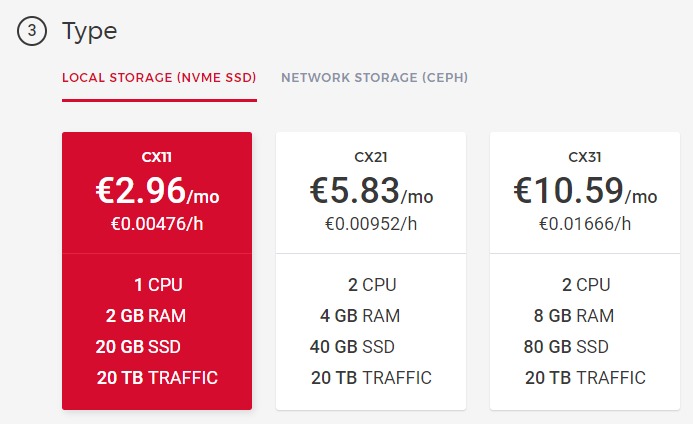 3 Type
LOCAL STORAGE (NVME SSD) NETWORK STORAGE (CEPH)
CX11
€2.96/mo
€0.00476/h
1 CPU
2 GB RAM
20 GB SSD
20 TB TRAFFIC
CX21
€5.83/mo
€0.00952/h
2 CPU
4 GB RAM
40 GB SSD
20 TB TRAFFIC
CX31
€10.59/mo
€0.01666/h
2 CPU
8 GB RAM
80 GB SSD
20 TB TRAFFIC